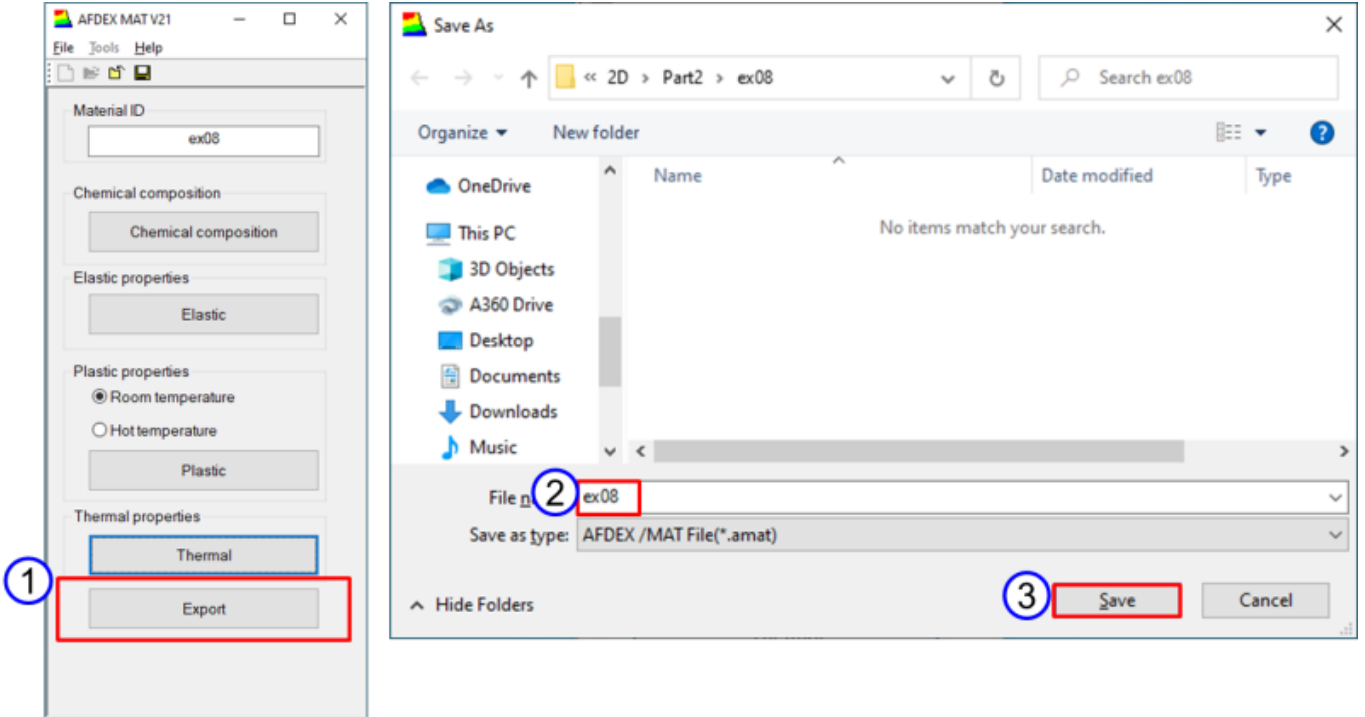 AFDEX MAT V21
File Tools Help
Material ID
ex08
Chemical composition
Chemical composition
Elastic properties
Elastic
Plastic properties
Room temperature
Hot temperature
Plastic
Thermal properties
Thermal
1
Export
Save As
« 2D > Part2 > ex08
Search ex08
Organize
New folder
?
Name Date modified Type
OneDrive
This PC
3D Objects
A360 Drive
Desktop
Documents
Downloads
Music
No items match your search.
File n 2 ex08
Save as type: AFDEX /MAT File(*.amat)
Hide Folders
3 Save Cancel